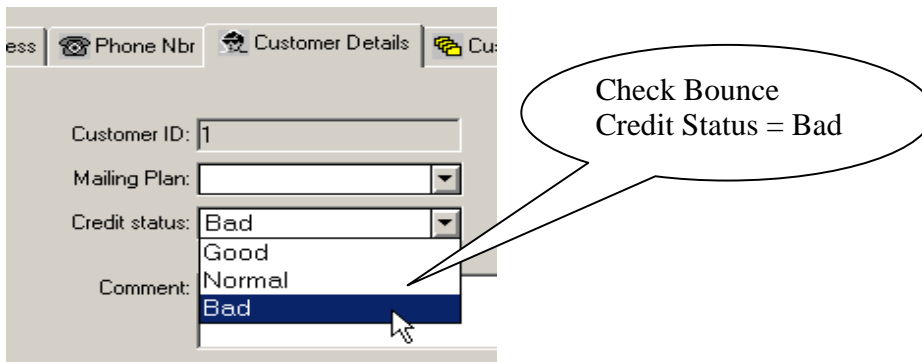 ess Phone Nbr Customer Details Cu
Check Bounce
Credit Status = Bad
Customer ID: 1
Mailing Plan:
Credit status: Bad
Good
Normal
Bad
Comment: